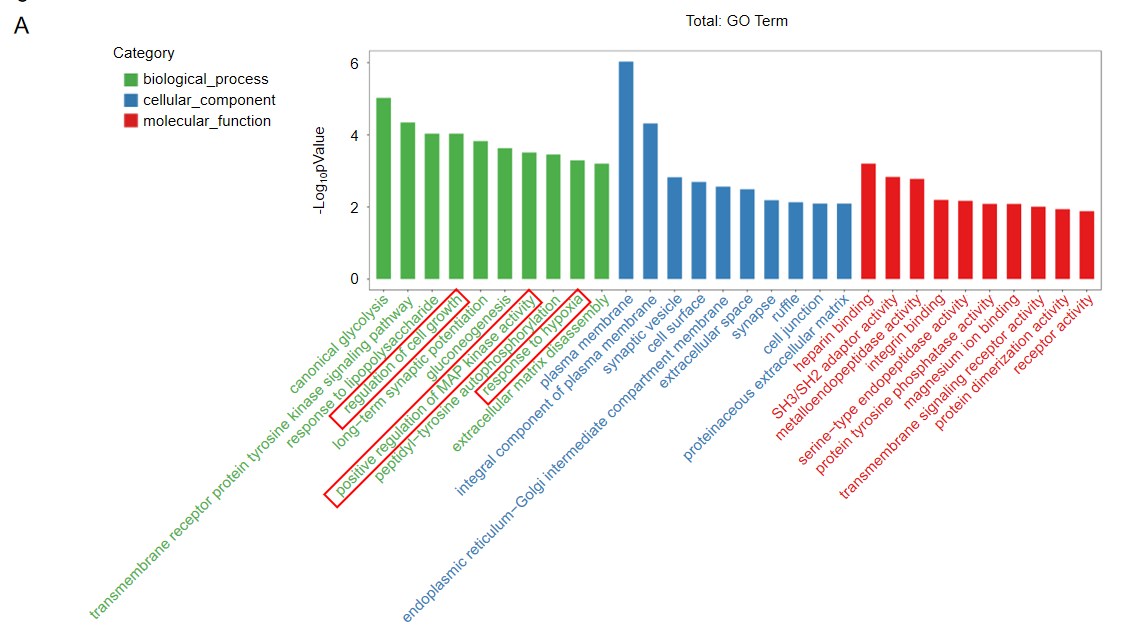 A
Total: GO Term
Category
biological_process
cellular_component
molecular_function
-Log10pValue
6
4
2
0
canonical glycolysis
transmembrane receptor protein tyrosine kinase signaling pathway
response to lipopolysaccharide
regulation of cell growth
long−term synaptic potentiation
gluconeogenesis
positive regulation of MAP kinase activity
peptidyl−tyrosine autophosphorylation
response to hypoxia
extracellular matrix disassembly
plasma membrane
integral component of plasma membrane
synaptic vesicle
cell surface
endoplasmic reticulum−Golgi intermediate compartment membrane
extracellular space
synapse
ruffle
cell junction
proteinaceous extracellular matrix
heparin binding
SH3/SH2 adaptor activity
metalloendopeptidase activity
integrin binding
serine−type endopeptidase activity
protein tyrosine phosphatase activity
magnesium ion binding
transmembrane signaling receptor activity
protein dimerization activity
receptor activity